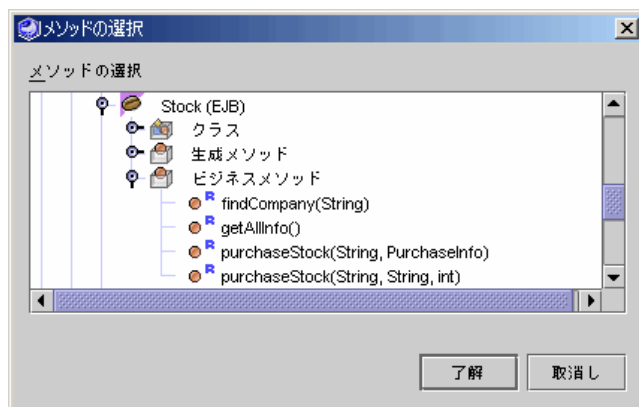 メソッドの選択
メソッドの選択
Stock (EJB)
クラス
生成メソッド
ビジネスメソッド
R findCompany(String)
R getAllInfo()
R purchaseStock(String, PurchaseInfo)
R purchaseStock(String, String, int)
了解 取消し